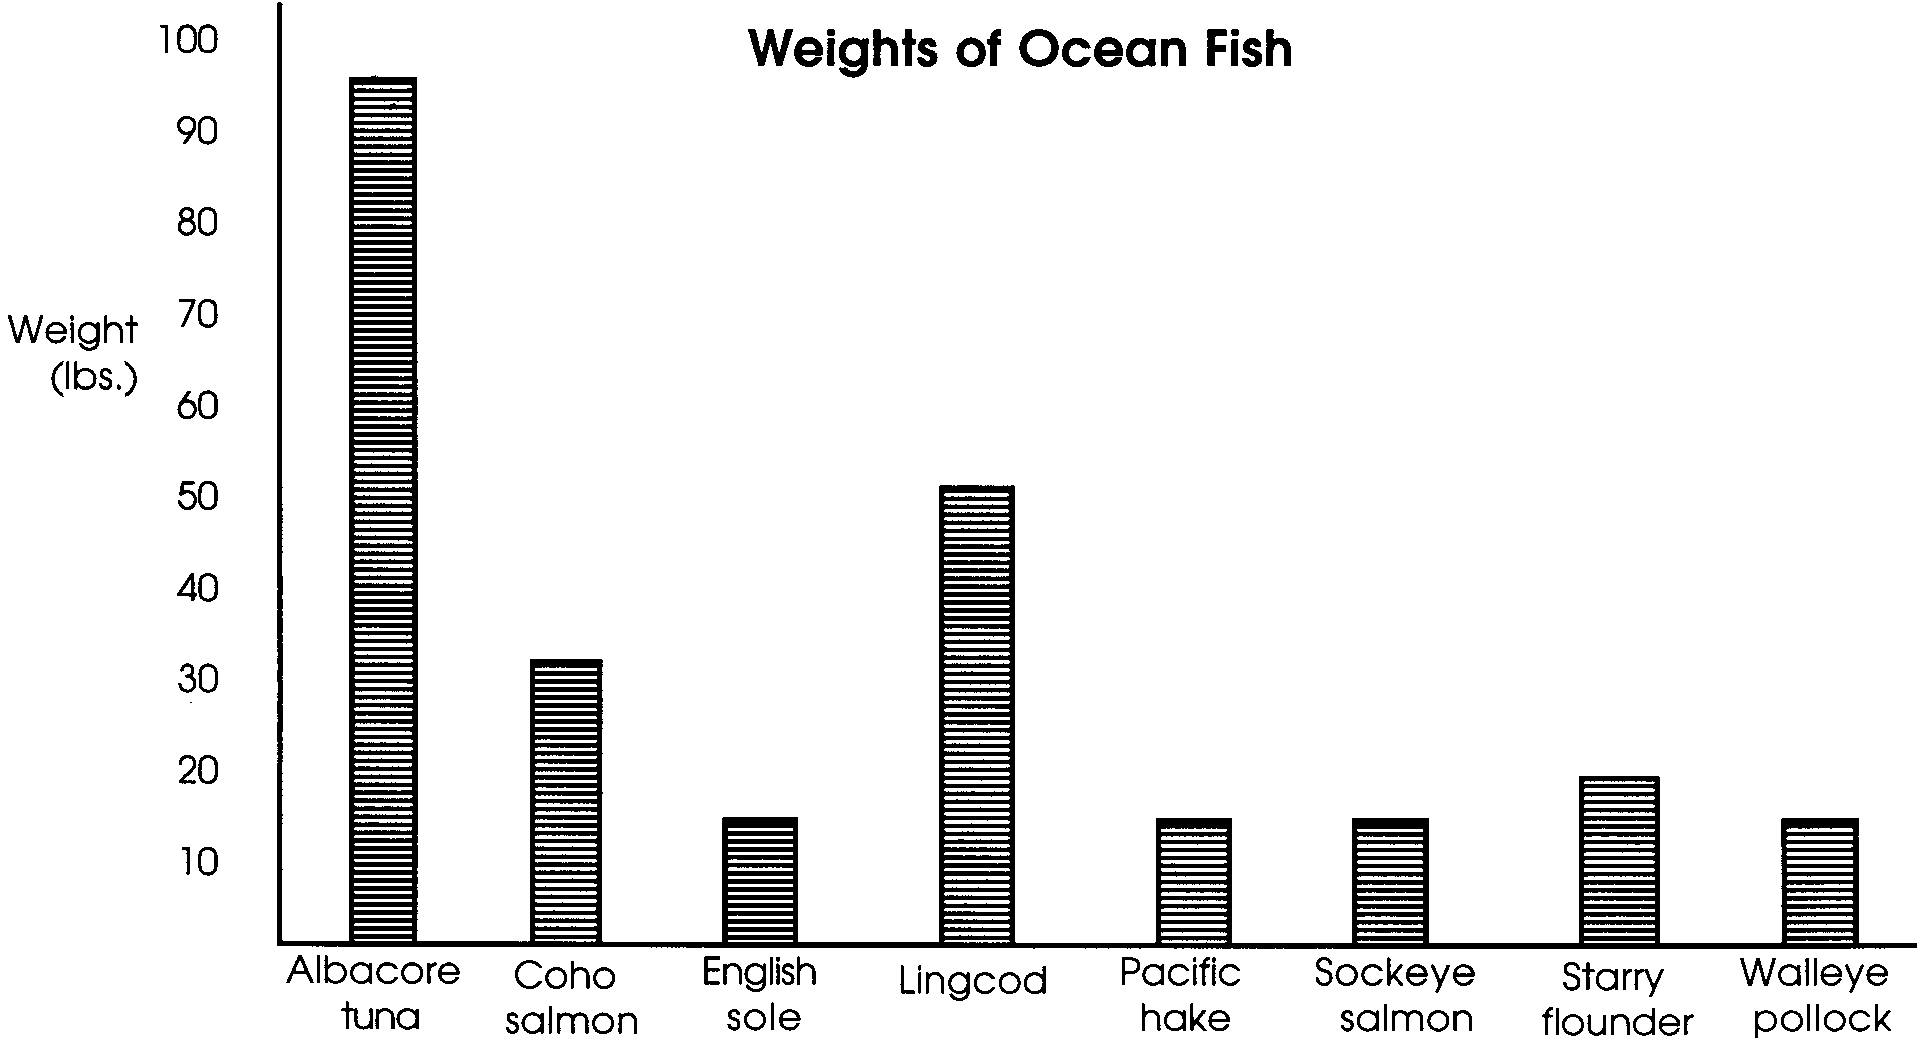 Weights of Ocean Fish
100
90
80
70
60
50
40
30
20
10
Weight
(lbs.)
Albacore
tuna
Coho
salmon
English
sole
Lingcod
Pacific
hake
Sockeye
salmon
Starry
flounder
Walleye
pollock